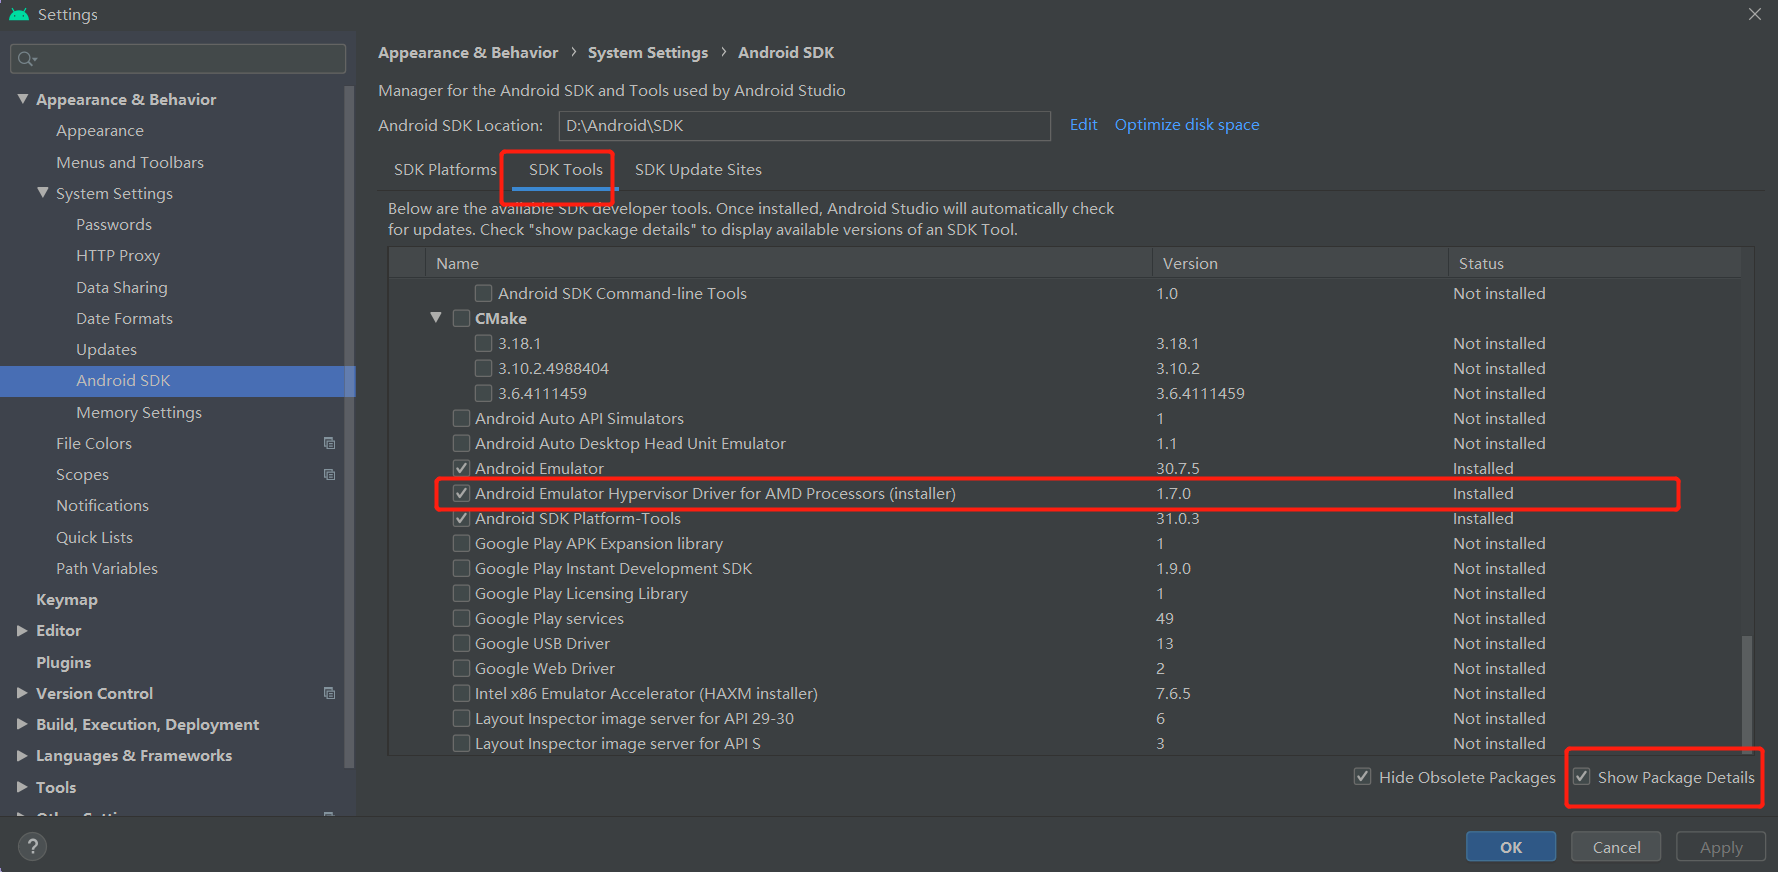 Settings
Appearance & Behavior
Appearance
Menus and Toolbars
System Settings
Passwords
HTTP Proxy
Data Sharing
Date Formats
Updates
Android SDK
Memory Settings
File Colors
Scopes
Notifications
Quick Lists
Path Variables
Keymap
Editor
Plugins
Version Control
Build, Execution, Deployment
Languages & Frameworks
Tools
Appearance & Behavior › System Settings › Android SDK
Manager for the Android SDK and Tools used by Android Studio
Android SDK Location: D:\Android\SDK Edit Optimize disk space
SDK Platforms SDK Tools SDK Update Sites
Below are the available SDK developer tools. Once installed, Android Studio will automatically check
for updates. Check "show package details" to display available versions of an SDK Tool.
Name Version Status
Android SDK Command-line Tools 1.0 Not installed
CMake
3.18.1 3.18.1 Not installed
3.10.2.4988404 3.10.2 Not installed
3.6.4111459 3.6.4111459 Not installed
Android Auto API Simulators 1 Not installed
Android Auto Desktop Head Unit Emulator 1.1 Not installed
Android Emulator 30.7.5 Installed
Android Emulator Hypervisor Driver for AMD Processors (installer) 1.7.0 Installed
Android SDK Platform-Tools 31.0.3 Installed
Google Play APK Expansion library 1 Not installed
Google Play Instant Development SDK 1.9.0 Not installed
Google Play Licensing Library 1 Not installed
Google Play services 49 Not installed
Google USB Driver 13 Not installed
Google Web Driver 2 Not installed
Intel x86 Emulator Accelerator (HAXM installer) 7.6.5 Not installed
Layout Inspector image server for API 29-30 6 Not installed
Layout Inspector image server for API S 3 Not installed
Hide Obsolete Packages Show Package Details
? OK Cancel Apply